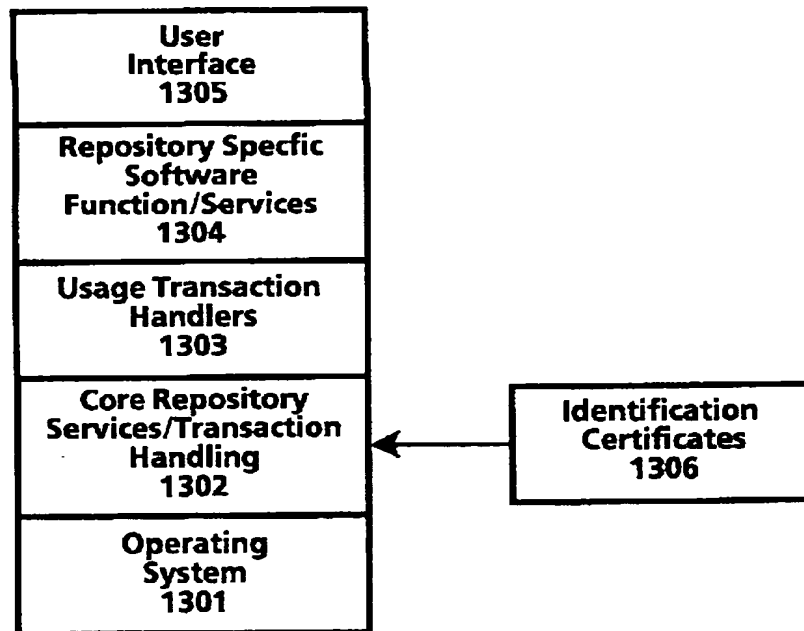 User
Interface
1305
Repository Specfic
Software
Function/Services
1304
Usage Transaction
Handlers
1303
Core Repository
Services/Transaction
Handling
1302
Operating
System
1301
Identification
Certificates
1306